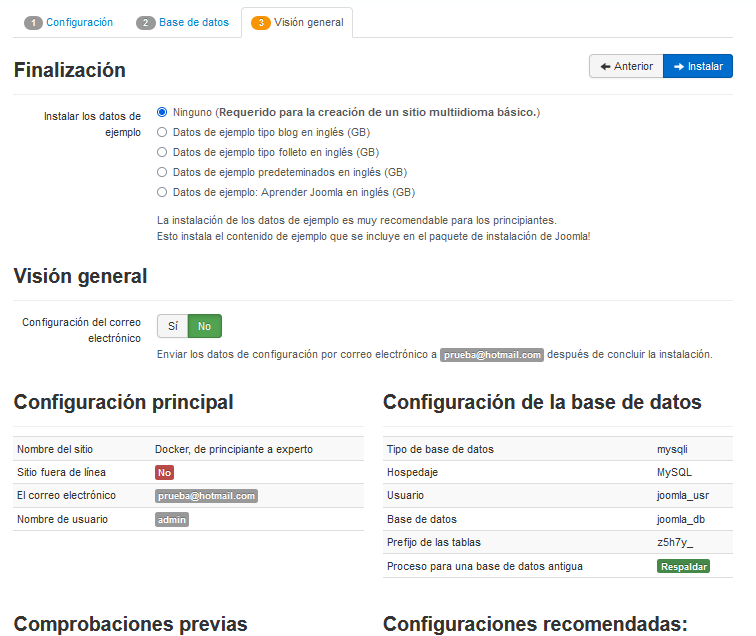 1 Configuración 2 Base de datos 3 Visión general
Finalización
Anterior Instalar
Instalar los datos de
ejemplo
Ninguno (Requerido para la creación de un sitio multiidioma básico.)
Datos de ejemplo tipo blog en inglés (GB)
Datos de ejemplo tipo folleto en inglés (GB)
Datos de ejemplo predeteminados en inglés (GB)
Datos de ejemplo: Aprender Joomla en inglés (GB)
La instalación de los datos de ejemplo es muy recomendable para los principiantes.
Esto instala el contenido de ejemplo que se incluye en el paquete de instalación de Joomla!
Visión general
Configuración del correo
electrónico
Sí No
Enviar los datos de configuración por correo electrónico a prueba@hotmail.com después de concluir la instalación.
Configuración principal
Nombre del sitio Docker, de principiante a experto
Sitio fuera de línea No
El correo electrónico prueba@hotmail.com
Nombre de usuario admin
Configuración de la base de datos
Tipo de base de datos mysqli
Hospedaje MySQL
Usuario joomla_usr
Base de datos joomla_db
Prefijo de las tablas z5h7y_
Proceso para una base de datos antigua Respaldar
Comprobaciones previas
Configuraciones recomendadas: